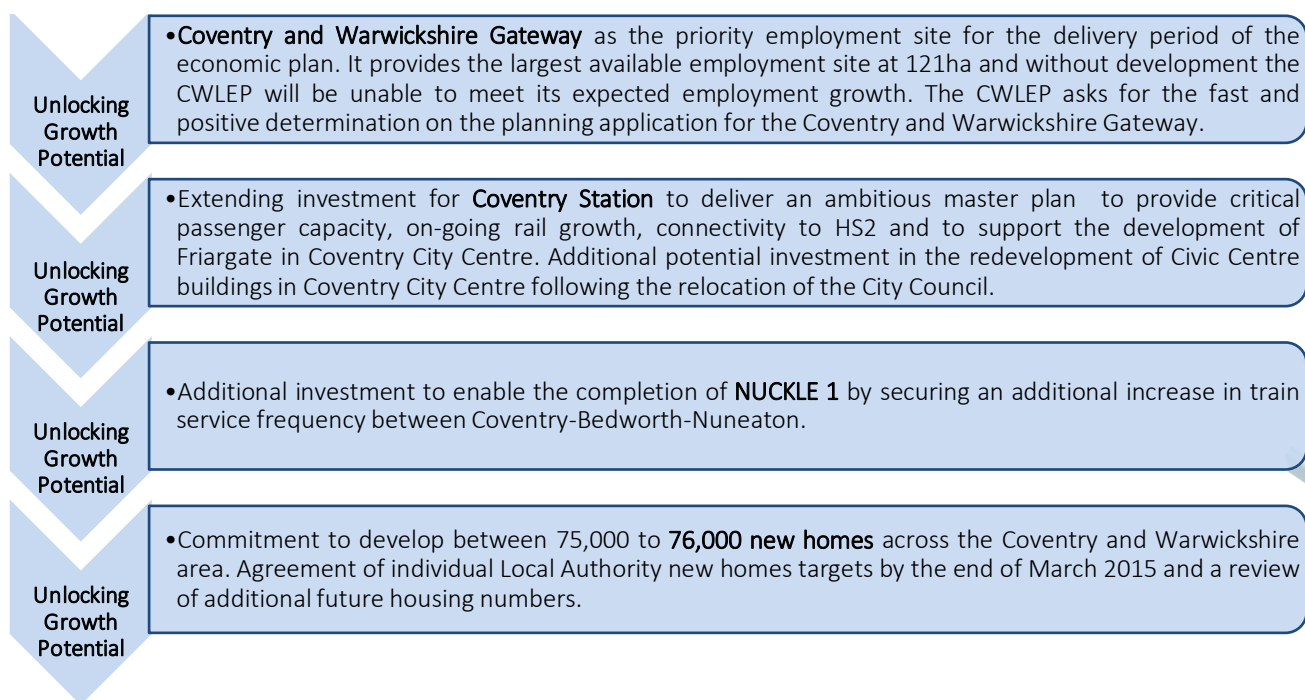 •Coventry and Warwickshire Gateway as the priority employment site for the delivery period of the
economic plan. It provides the largest available employment site at 121ha and without development the
CWLEP will be unable to meet its expected employment growth. The CWLEP asks for the fast and
positive determination on the planning application for the Coventry and Warwickshire Gateway.
Unlocking
Growth
Potential
•Extending investment for Coventry Station to deliver an ambitious master plan to provide critical
passenger capacity, on-going rail growth, connectivity to HS2 and to support the development of
Friargate in Coventry City Centre. Additional potential investment in the redevelopment of Civic Centre
buildings in Coventry City Centre following the relocation of the City Council.
Unlocking
Growth
Potential
•Additional investment to enable the completion of NUCKLE 1 by securing an additional increase in train
service frequency between Coventry-Bedworth-Nuneaton.
Unlocking
Growth
Potential
•Commitment to develop between 75,000 to 76,000 new homes across the Coventry and Warwickshire
area. Agreement of individual Local Authority new homes targets by the end of March 2015 and a review
of additional future housing numbers.
Unlocking
Growth
Potential